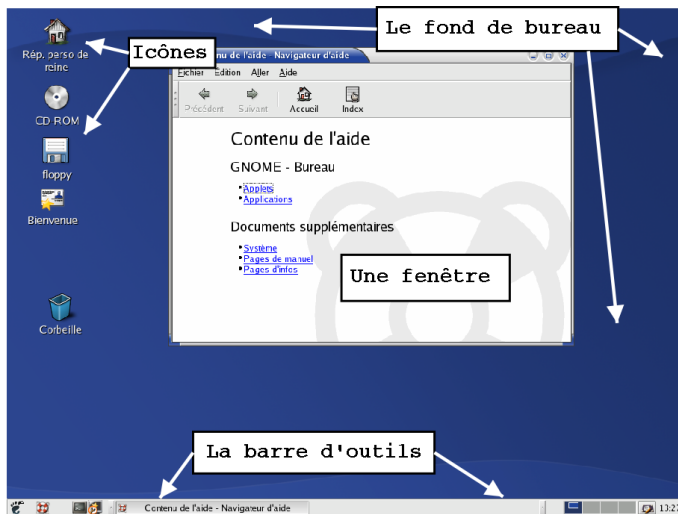 Le fond de bureau
Icônes
Rép. perso de
reine
CD-ROM
floppy
Bienvenue
Corbeille
nu de l'aide - Navigateur d'aide
Fichier Edition Aller Aide
Précédent Suivant Accueil Index
Contenu de l'aide
GNOME - Bureau
Applets
Applications
Documents supplémentaires
Système
Pages de manuel
Pages d'infos
Une fenêtre
La barre d'outils
Contenu de l'aide - Navigateur d'aide